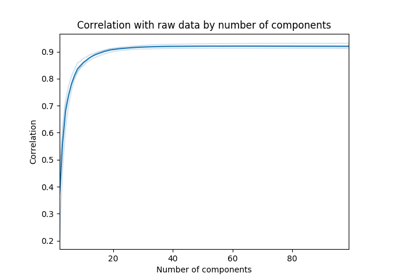 Correlation with raw data by number of components
0.9
0.8
0.7
0.6
0.5
0.4
0.3
0.2
Correlation
20 40 60 80
Number of components